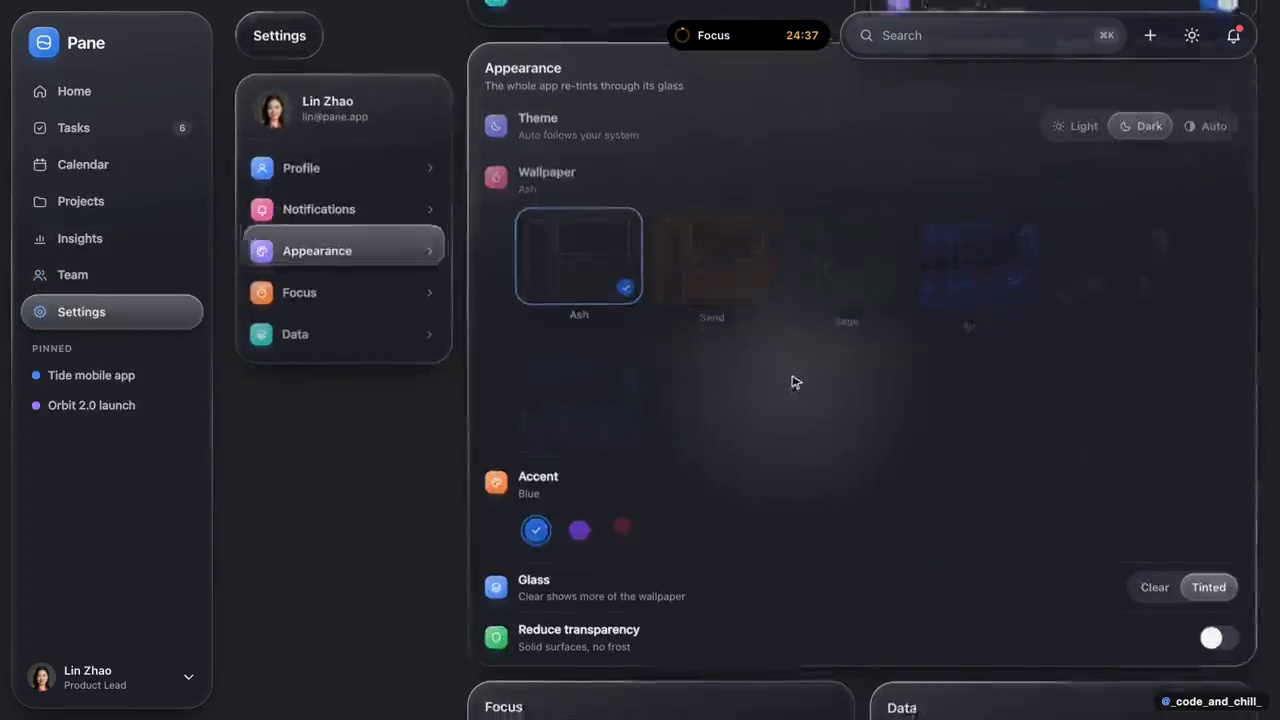 Pane
Home
Tasks 6
Calendar
Projects
Insights
Team
Settings
PINNED
Tide mobile app
Orbit 2.0 launch
Lin Zhao
Product Lead
Settings
Lin Zhao
lin@pane.app
Profile
Notifications
Appearance
Focus
Data
Focus 24:37
Search ⌘K
Appearance
The whole app re-tints through its glass
Theme
Auto follows your system
Light Dark Auto
Wallpaper
Ash
Ash Sand Sage
Accent
Blue
Glass
Clear shows more of the wallpaper
Clear Tinted
Reduce transparency
Solid surfaces, no frost
Focus
Data
@_code_and_chill_